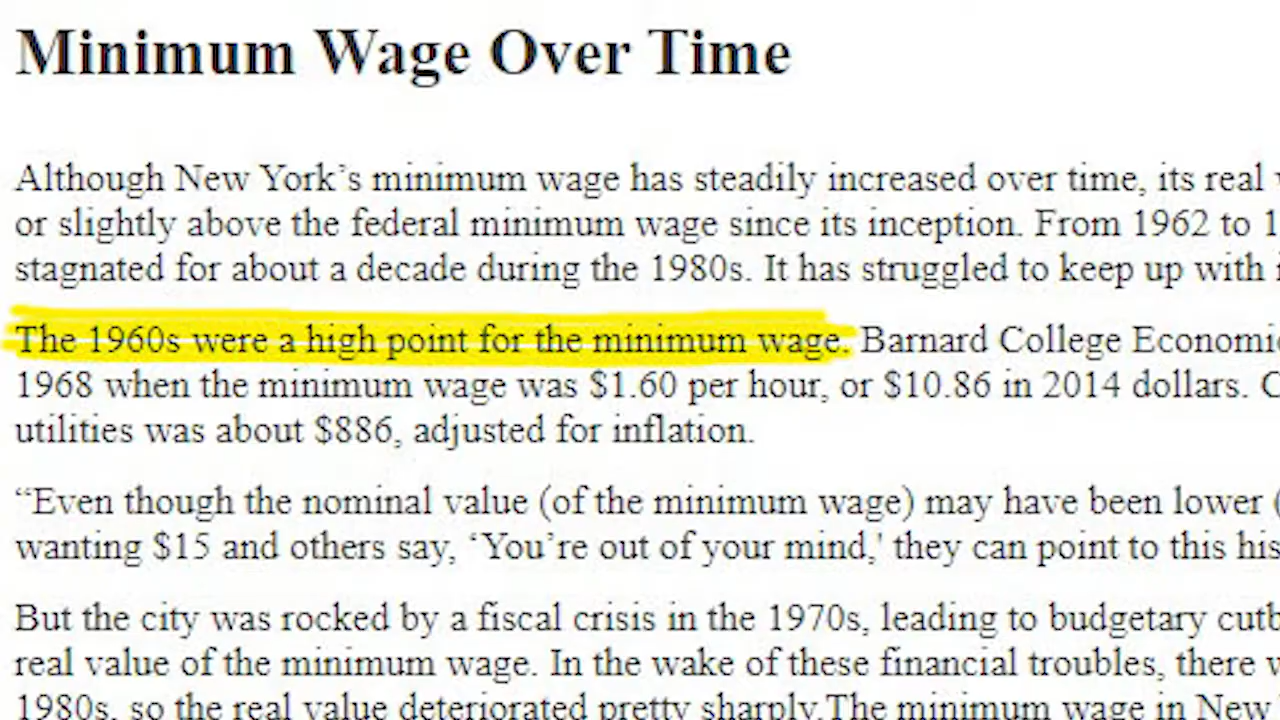 Minimum Wage Over Time
Although New York’s minimum wage has steadily increased over time, its real
or slightly above the federal minimum wage since its inception. From 1962 to 1
stagnated for about a decade during the 1980s. It has struggled to keep up with
The 1960s were a high point for the minimum wage. Barnard College Economi
1968 when the minimum wage was $1.60 per hour, or $10.86 in 2014 dollars. C
utilities was about $886, adjusted for inflation.
“Even though the nominal value (of the minimum wage) may have been lower (
wanting $15 and others say, ‘You’re out of your mind,' they can point to this his
But the city was rocked by a fiscal crisis in the 1970s, leading to budgetary cutb
real value of the minimum wage. In the wake of these financial troubles, there
1980s, so the real value deteriorated pretty sharply.The minimum wage in New